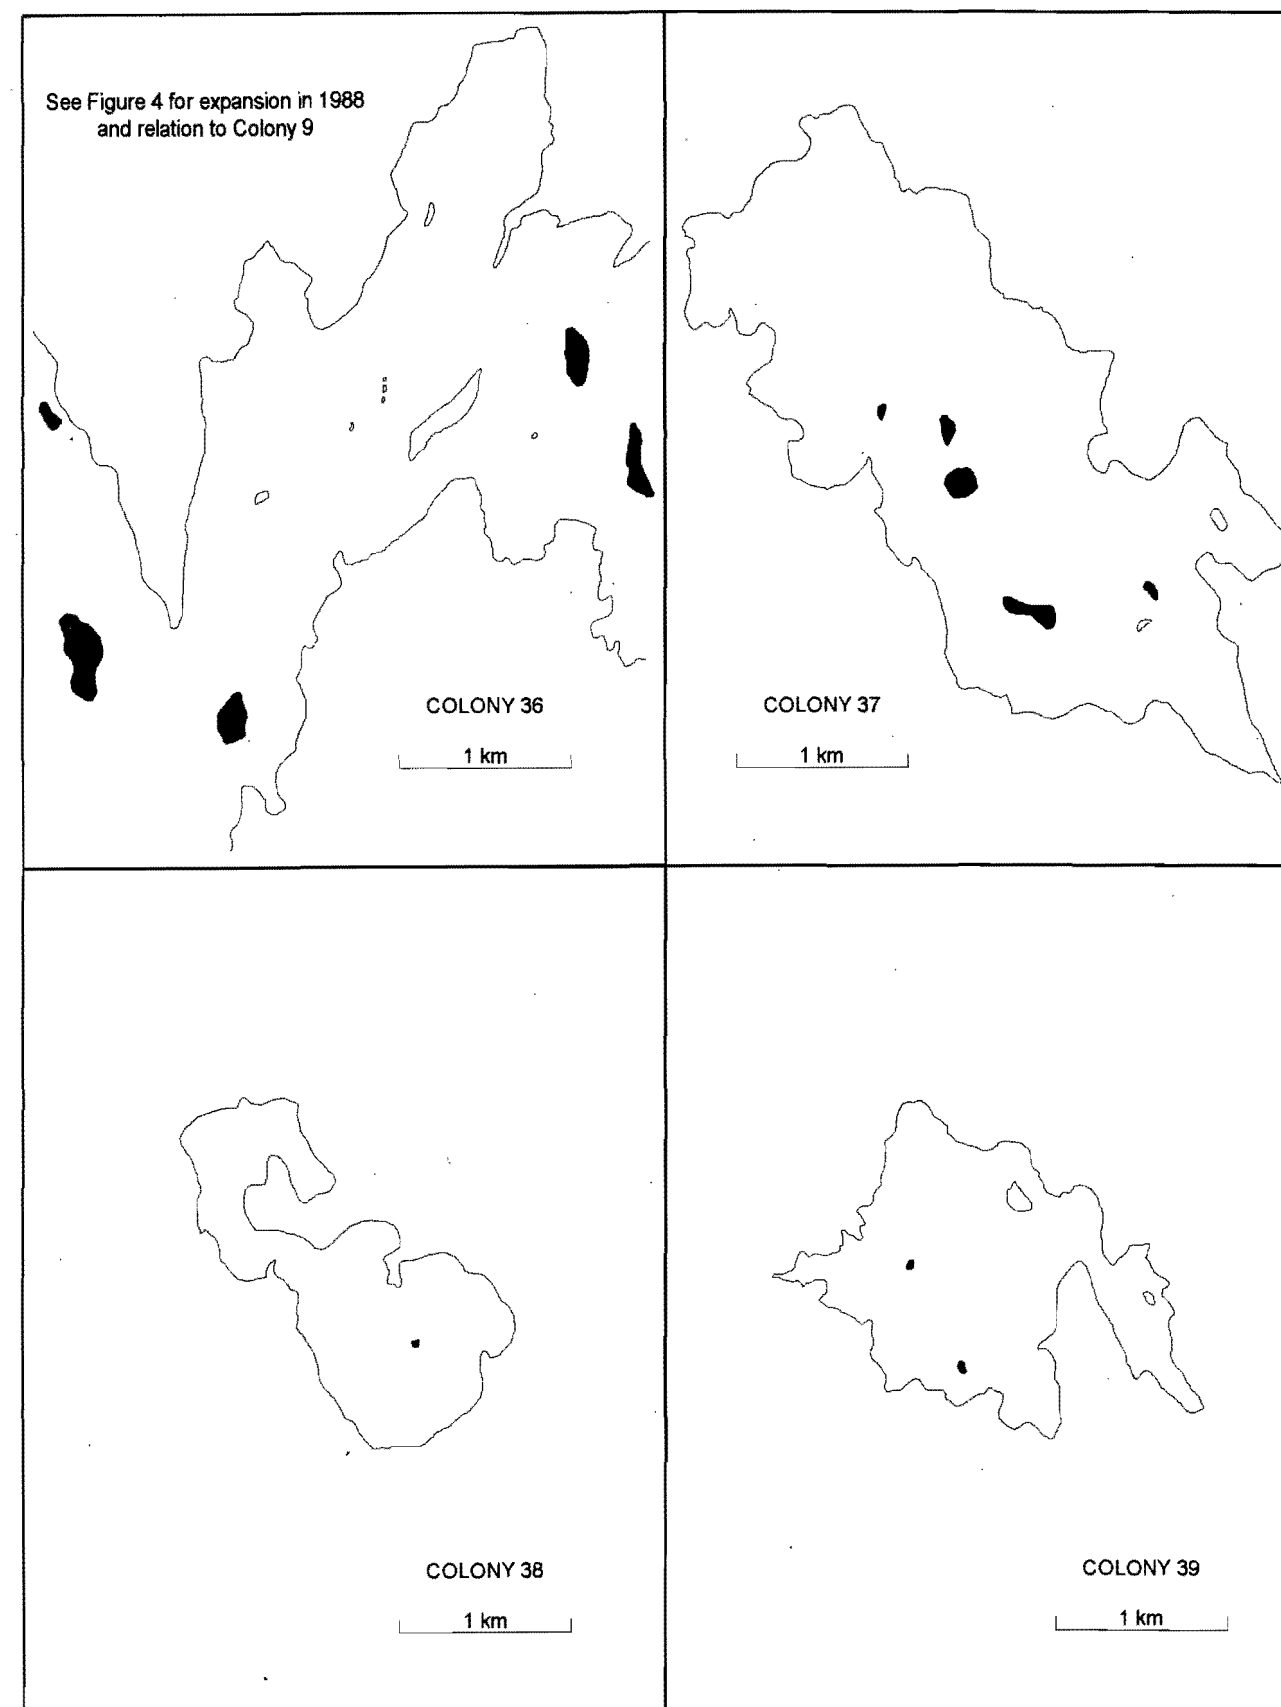 See Figure 4 for expansion in 1988
and relation to Colony 9
COLONY 36
1 km
COLONY 37
1 km
COLONY 38
1 km
COLONY 39
1 km